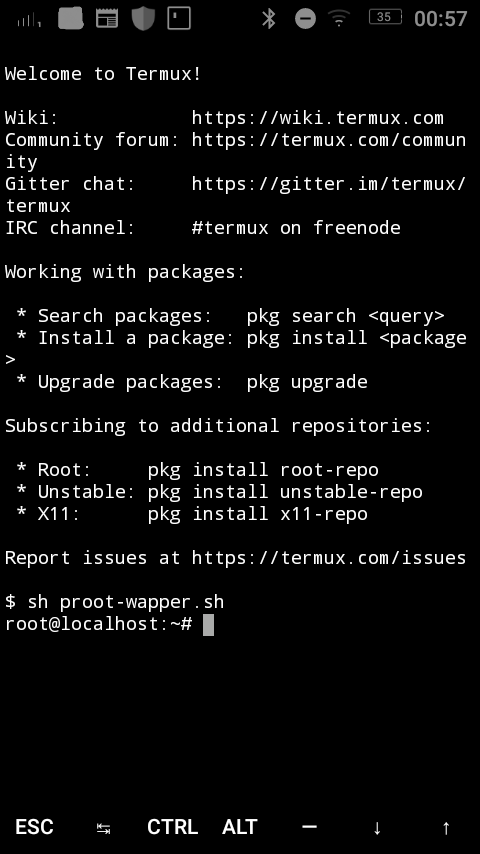 35 00:57
Welcome to Termux!
Wiki: https://wiki.termux.com
Community forum: https://termux.com/commun
ity
Gitter chat: https://gitter.im/termux/
termux
IRC channel: #termux on freenode
Working with packages:
* Search packages: pkg search <query>
* Install a package: pkg install <package
>
* Upgrade packages: pkg upgrade
Subscribing to additional repositories:
* Root: pkg install root-repo
* Unstable: pkg install unstable-repo
* X11: pkg install x11-repo
Report issues at https://termux.com/issues
$ sh proot-wapper.sh
root@localhost:~#
ESC ↹ CTRL ALT — ↓ ↑